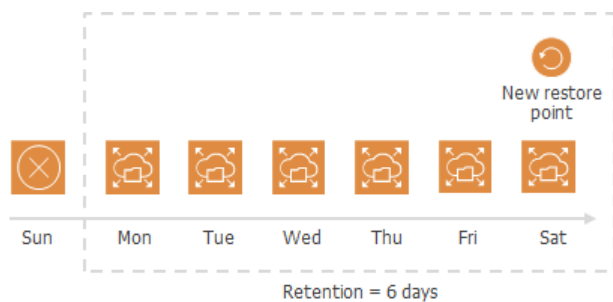 New restore
point
Sun
Mon
Tue
Wed
Thu
Fri
Sat
Retention = 6 days